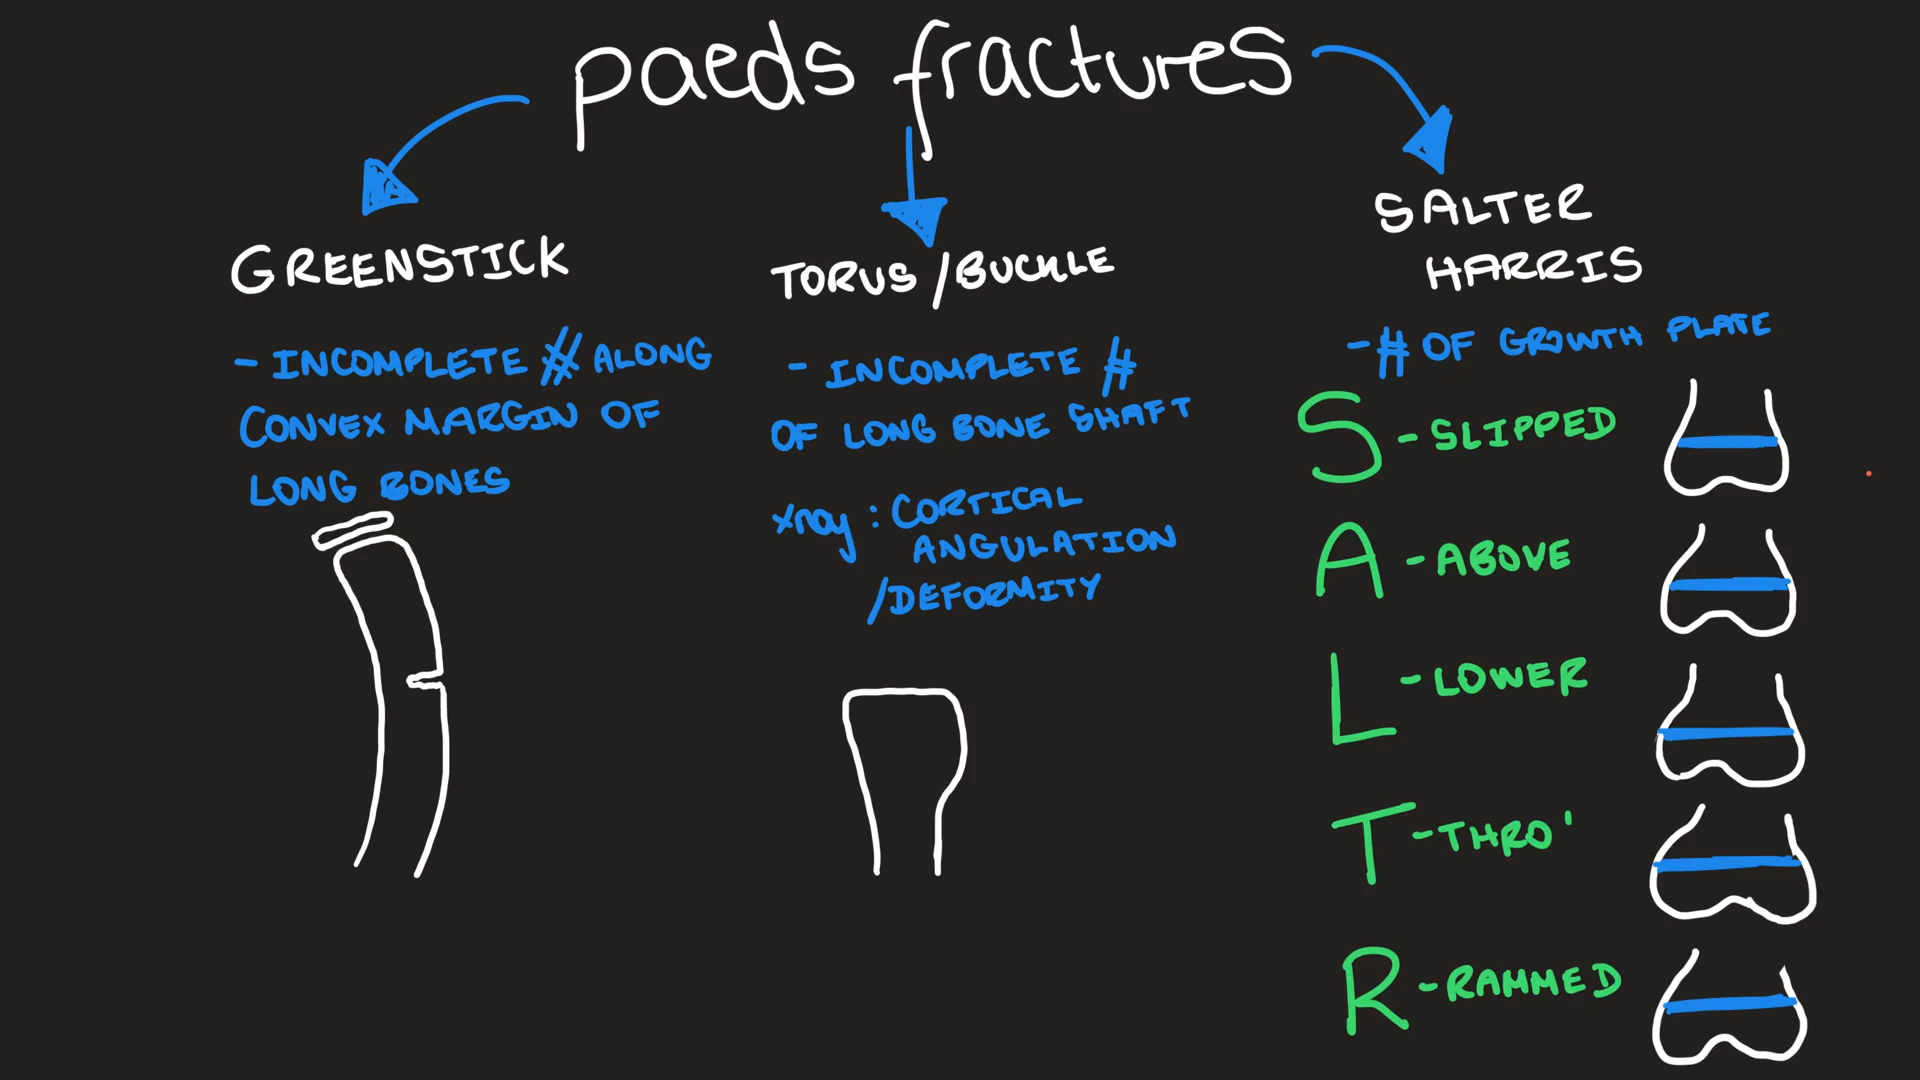 paeds fractures
GREENSTICK
- INCOMPLETE # ALONG
CONVEX MARGIN OF
LONG BONES
TORUS/BUCKLE
- INCOMPLETE #
OF LONG BONE SHAFT
xray: CORTICAL
ANGULATION
/DEFORMITY
SALTER
HARRIS
- # OF GROWTH PLATE
S - SLIPPED
A - ABOVE
L - LOWER
T - THRO'
R - RAMMED